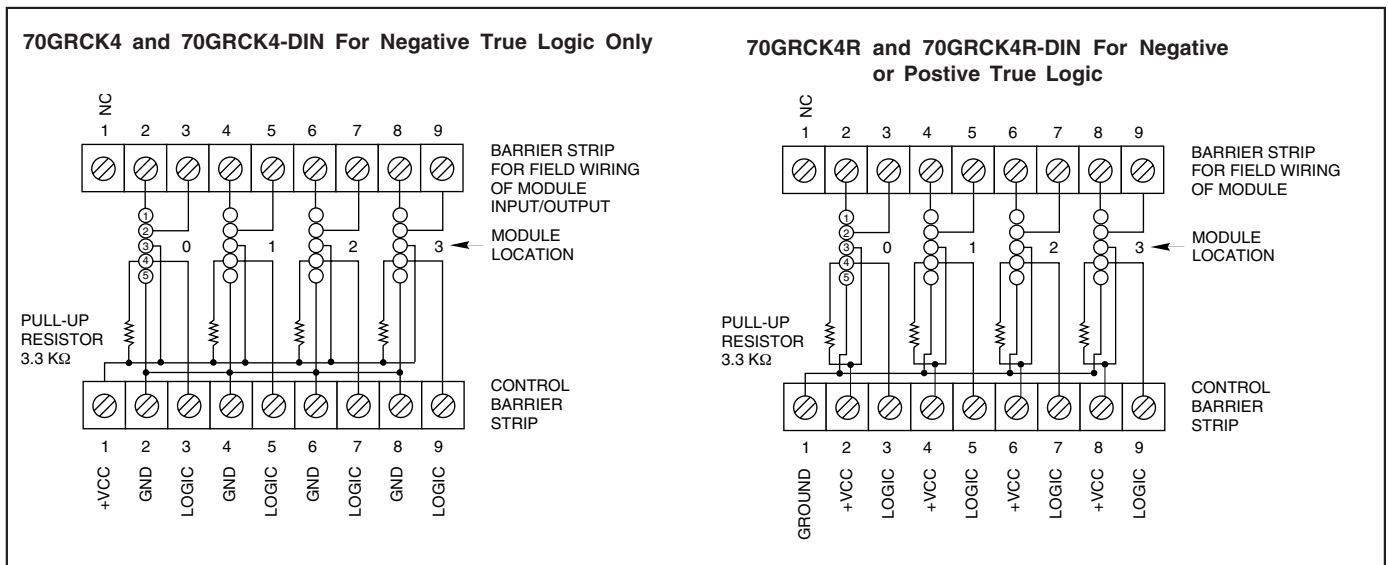 70GRCK4 and 70GRCK4-DIN For Negative True Logic Only
NC
1 2 3 4 5 6 7 8 9
BARRIER STRIP
FOR FIELD WIRING
OF MODULE
INPUT/OUTPUT
1
2
3
4
5
0 1 2 3
MODULE
LOCATION
PULL-UP
RESISTOR
3.3 KΩ
CONTROL
BARRIER
STRIP
1 2 3 4 5 6 7 8 9
+VCC
GND
LOGIC
GND
LOGIC
GND
LOGIC
GND
LOGIC
70GRCK4R and 70GRCK4R-DIN For Negative
or Postive True Logic
NC
1 2 3 4 5 6 7 8 9
BARRIER STRIP
FOR FIELD WIRING
OF MODULE
1
2
3
4
5
0 1 2 3
MODULE
LOCATION
PULL-UP
RESISTOR
3.3 KΩ
CONTROL
BARRIER
STRIP
1 2 3 4 5 6 7 8 9
GROUND
+VCC
LOGIC
+VCC
LOGIC
+VCC
LOGIC
+VCC
LOGIC